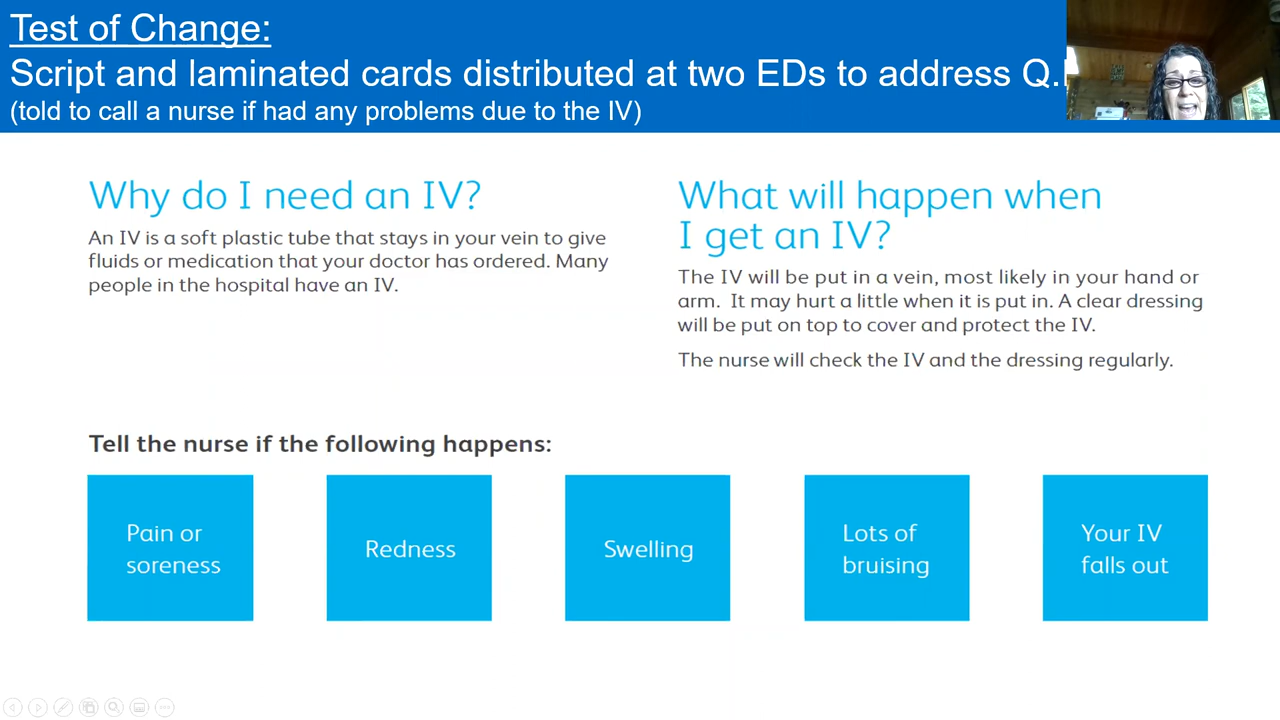 Test of Change:
Script and laminated cards distributed at two EDs to address Q.
(told to call a nurse if had any problems due to the IV)
Why do I need an IV?
An IV is a soft plastic tube that stays in your vein to give
fluids or medication that your doctor has ordered. Many
people in the hospital have an IV.
What will happen when
I get an IV?
The IV will be put in a vein, most likely in your hand or
arm. It may hurt a little when it is put in. A clear dressing
will be put on top to cover and protect the IV.
The nurse will check the IV and the dressing regularly.
Tell the nurse if the following happens:
Pain or
soreness
Redness
Swelling
Lots of
bruising
Your IV
falls out